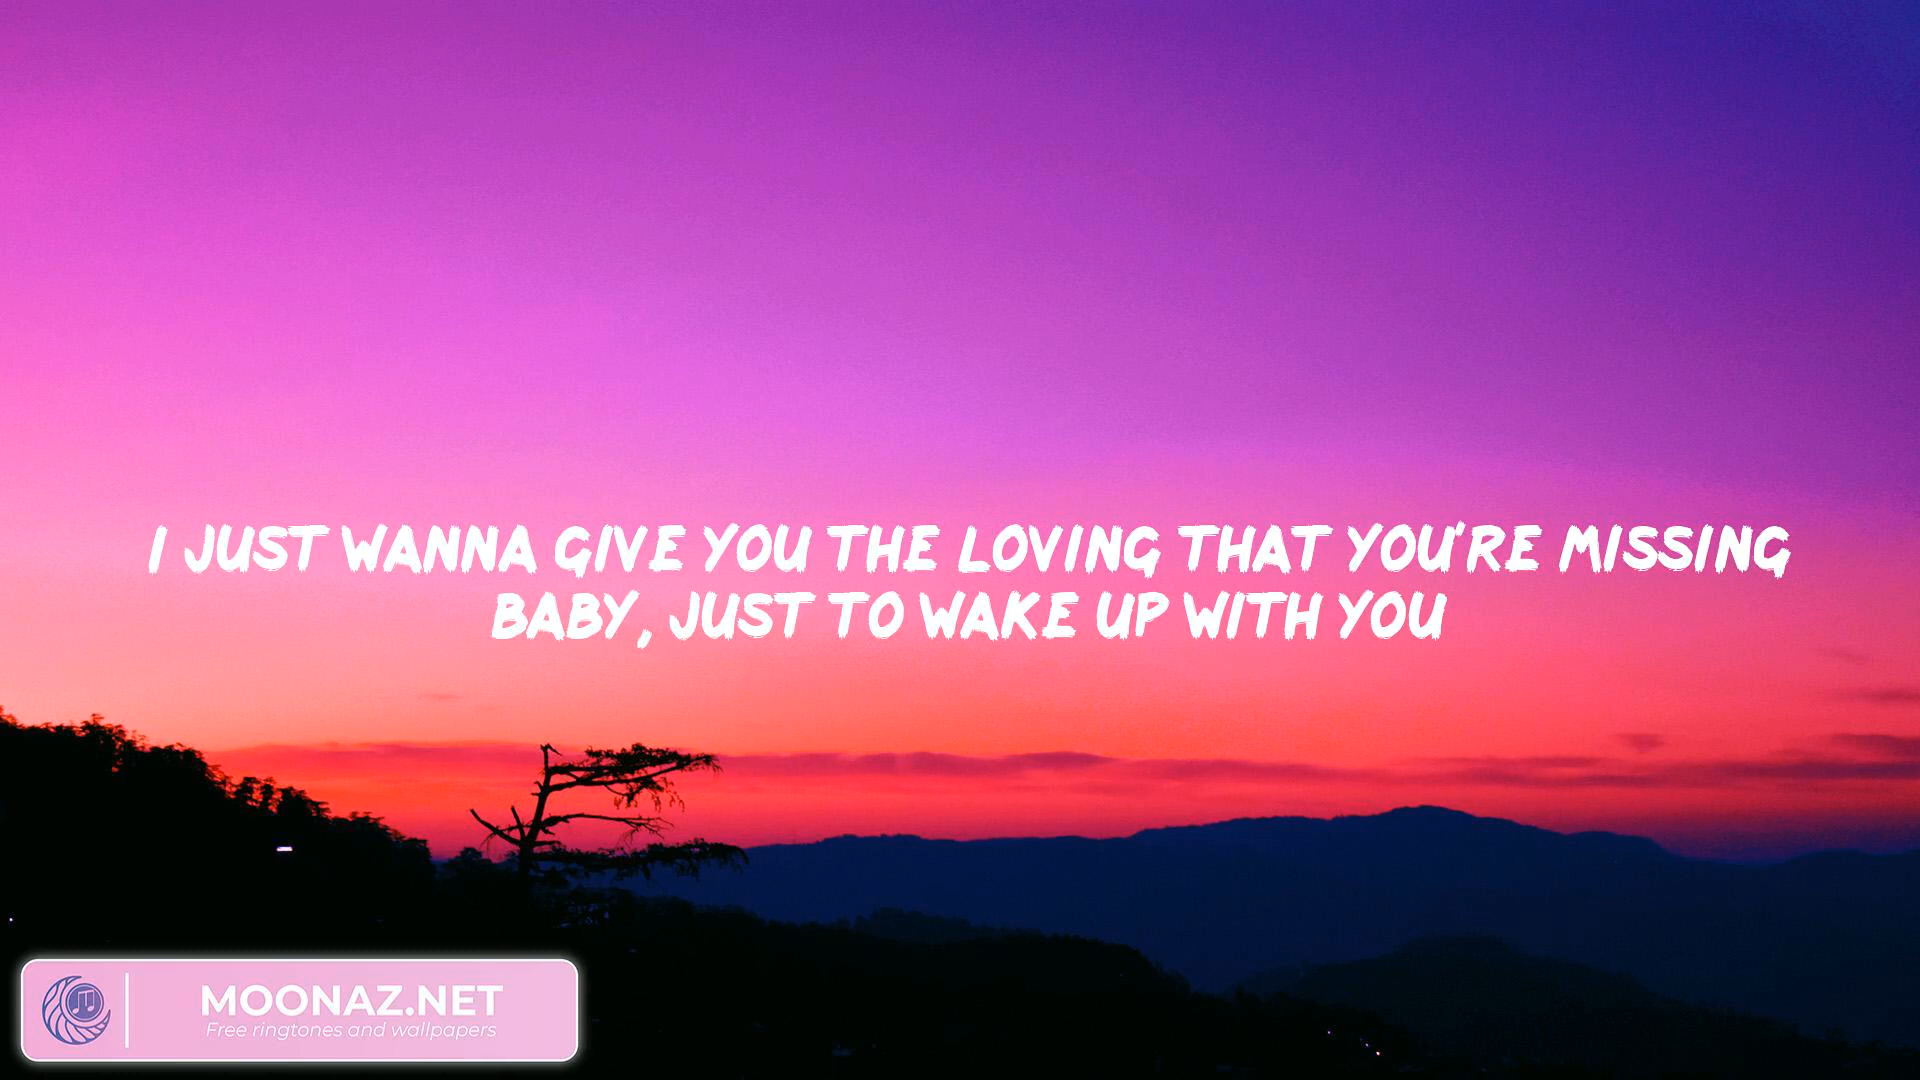 I JUST WANNA GIVE YOU THE LOVING THAT YOU'RE MISSING
BABY, JUST TO WAKE UP WITH YOU
MOONAZ.NET
Free ringtones and wallpapers